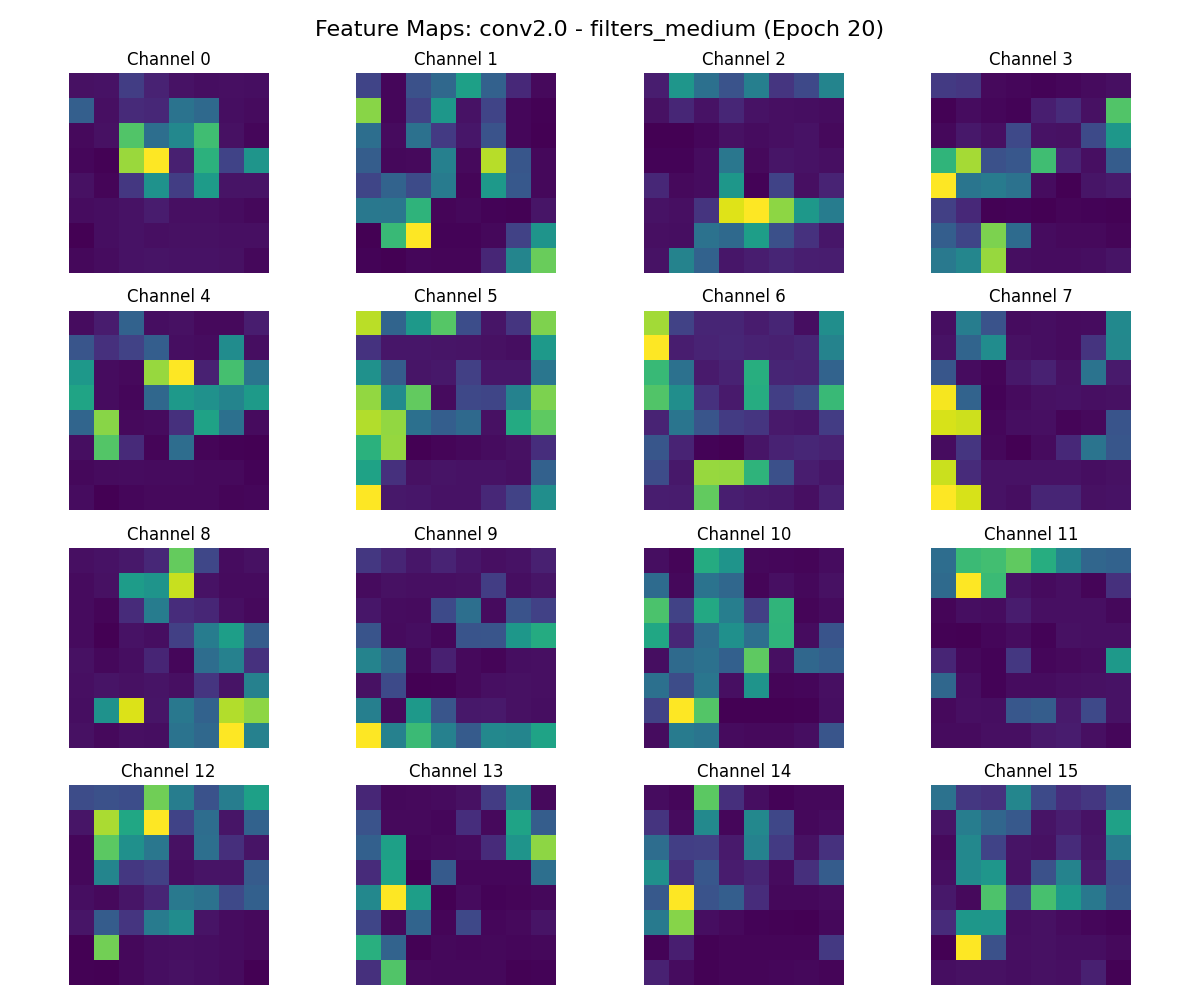 Feature Maps: conv2.0 - filters_medium (Epoch 20)
Channel 0
Channel 1
Channel 2
Channel 3
Channel 4
Channel 5
Channel 6
Channel 7
Channel 8
Channel 9
Channel 10
Channel 11
Channel 12
Channel 13
Channel 14
Channel 15